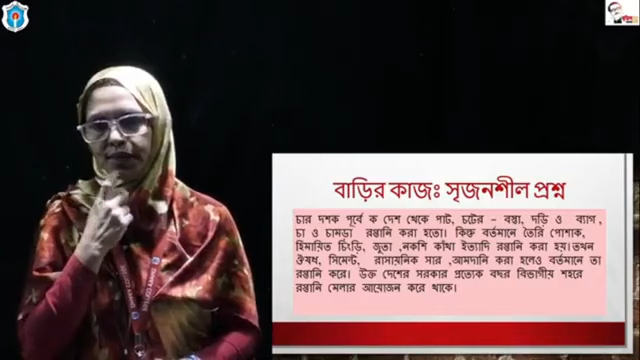 বাড়ির কাজঃ সৃজনশীল প্রশ্ন
চার দশক পূর্বে ক দেশ থেকে পাট, চটের - বস্তা, দড়ি ও ব্যাগ,
চা ও চামড়া রপ্তানি করা হতো। কিন্তু বর্তমানে তৈরি পোশাক,
হিমায়িত চিংড়ি, জুতা ,নকশি কাঁথা ইত্যাদি রপ্তানি করা হয়।তখন
ঔষধ, সিমেন্ট, রাসায়নিক সার ,আমদানি করা হলেও বর্তমানে তা
রপ্তানি করে। উক্ত দেশের সরকার প্রত্যেক বছর বিভাগীয় শহরে
রপ্তানি মেলার আয়োজন করে থাকে।